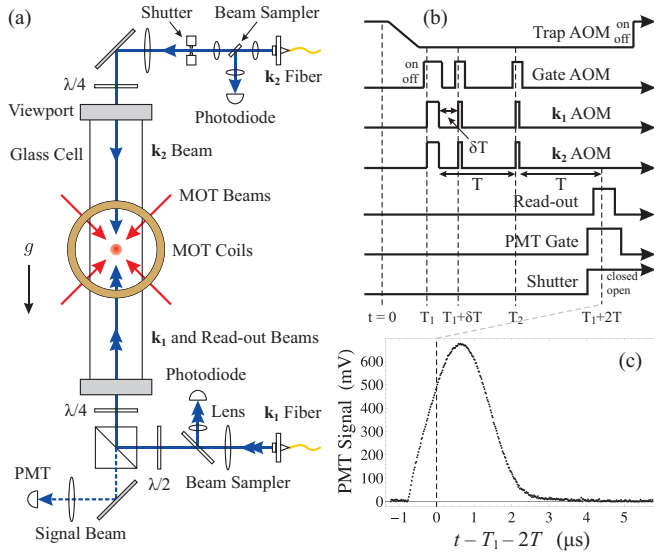 (a)
Shutter
Beam Sampler
λ/4
k₂ Fiber
Photodiode
Viewport
Glass Cell
k₂ Beam
MOT Beams
MOT Coils
g
k₁ and Read-out Beams
Photodiode
λ/4
Lens
k₁ Fiber
PMT
λ/2
Beam Sampler
Signal Beam
(b)
Trap AOM
on
off
on
off
Gate AOM
k₁ AOM
δT
k₂ AOM
T
T
Read-out
PMT Gate
Shutter
closed
open
t = 0
T₁
T₁+δT
T₂
T₁+2T
(c)
PMT Signal (mV)
600
500
400
300
200
100
0
-1
0
1
2
3
4
5
t – T₁ – 2T (μs)